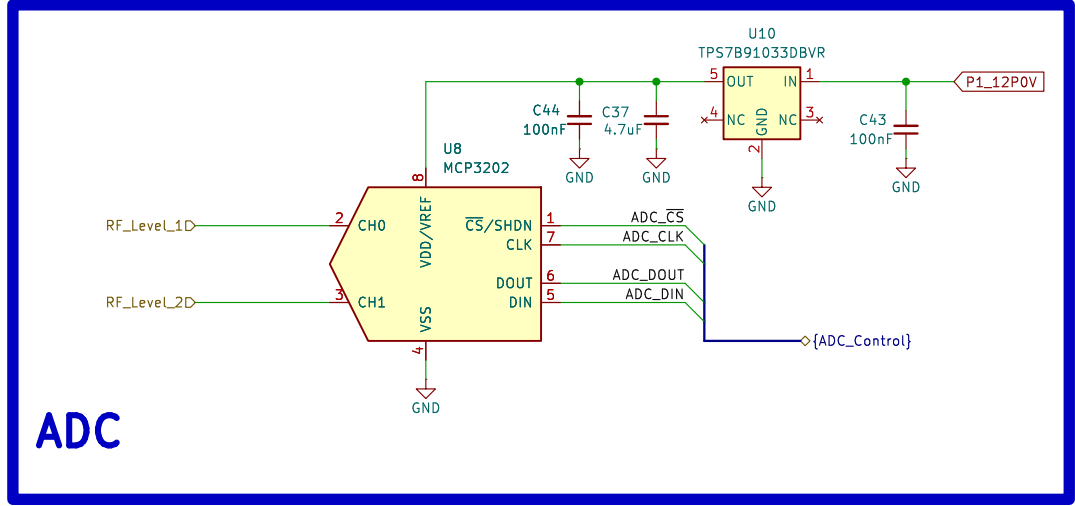 U10
TPS7B91033DBVR
5 OUT IN 1
P1_12P0V
4 NC NC 3
GND
2
C44
100nF
C37
4.7uF
C43
100nF
GND
GND
GND
GND
U8
MCP3202
8
VDD/VREF
RF_Level_1
2 CH0
C̅S̅/SHDN 1
ADC_C̅S̅
CLK 7
ADC_CLK
DOUT 6
ADC_DOUT
RF_Level_2
3 CH1
DIN 5
ADC_DIN
VSS
4
{ADC_Control}
GND
ADC